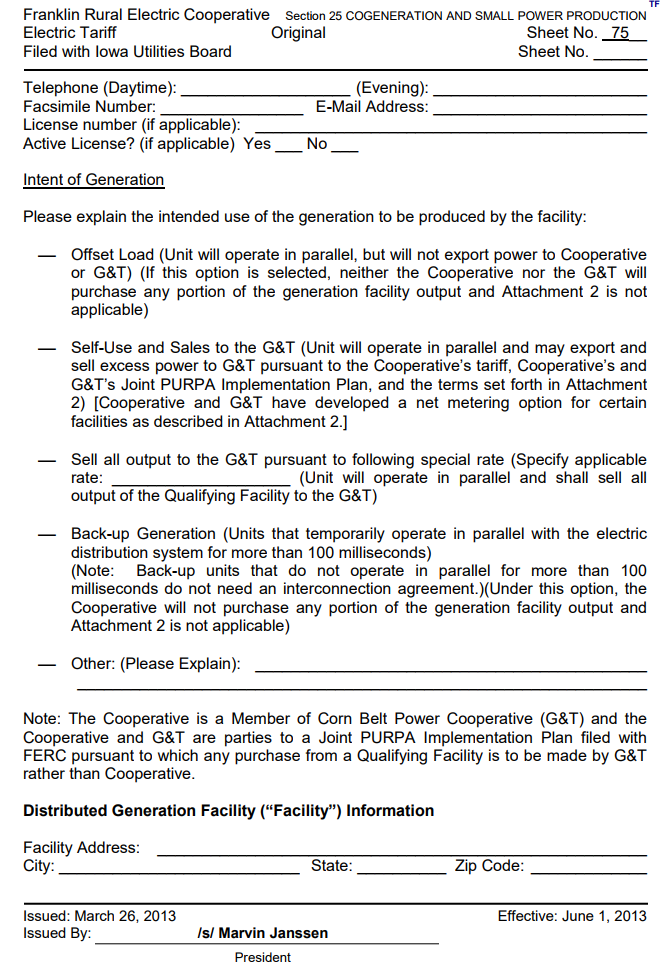 TF
Franklin Rural Electric Cooperative Section 25 COGENERATION AND SMALL POWER PRODUCTION
Electric Tariff Original Sheet No. 75
Filed with Iowa Utilities Board Sheet No. ______
Telephone (Daytime): ____________________ (Evening): _________________________
Facsimile Number: ________________ E-Mail Address: _________________________
License number (if applicable): ______________________________________________
Active License? (if applicable) Yes ___ No ___
Intent of Generation
Please explain the intended use of the generation to be produced by the facility:
__ Offset Load (Unit will operate in parallel, but will not export power to Cooperative
or G&T) (If this option is selected, neither the Cooperative nor the G&T will
purchase any portion of the generation facility output and Attachment 2 is not
applicable)
__ Self-Use and Sales to the G&T (Unit will operate in parallel and may export and
sell excess power to G&T pursuant to the Cooperative's tariff, Cooperative's and
G&T's Joint PURPA Implementation Plan, and the terms set forth in Attachment
2) [Cooperative and G&T have developed a net metering option for certain
facilities as described in Attachment 2.]
__ Sell all output to the G&T pursuant to following special rate (Specify applicable
rate: ____________________ (Unit will operate in parallel and shall sell all
output of the Qualifying Facility to the G&T)
__ Back-up Generation (Units that temporarily operate in parallel with the electric
distribution system for more than 100 milliseconds)
(Note: Back-up units that do not operate in parallel for more than 100
milliseconds do not need an interconnection agreement.)(Under this option, the
Cooperative will not purchase any portion of the generation facility output and
Attachment 2 is not applicable)
__ Other: (Please Explain): ______________________________________________
__________________________________________________________________
Note: The Cooperative is a Member of Corn Belt Power Cooperative (G&T) and the
Cooperative and G&T are parties to a Joint PURPA Implementation Plan filed with
FERC pursuant to which any purchase from a Qualifying Facility is to be made by G&T
rather than Cooperative.
Distributed Generation Facility (“Facility”) Information
Facility Address: ________________________________________________________
City: ___________________________ State: __________ Zip Code: _____________
Issued: March 26, 2013 Effective: June 1, 2013
Issued By: /s/ Marvin Janssen
President